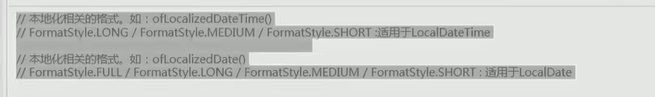 // 本地化相关的格式。如：ofLocalizedDateTime()
// FormatStyle.LONG / FormatStyle.MEDIUM / FormatStyle.SHORT :适用于LocalDateTime
// 本地化相关的格式。如：ofLocalizedDate()
// FormatStyle.FULL / FormatStyle.LONG / FormatStyle.MEDIUM / FormatStyle.SHORT : 适用于LocalDate